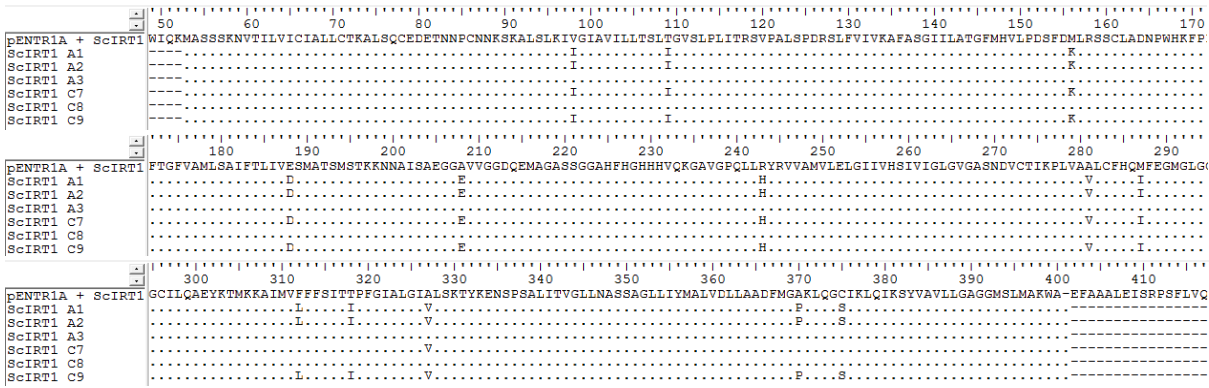 50 60 70 80 90 100 110 120 130 140 150 160 170
pENTR1A + ScIRT1 WIQKMASSSKNVTILVICIALLCTKALSQCEDETNNPCNNKSKALSLKIVGIAVILLTSLTGVSLPLITRSVPALSPDRSLFVIVKAFASGIILATGFMHVLPDSFDMLRSSCLADNPWHKFP
ScIRT1 A1 ----.............................................I..........I..............................................K...............
ScIRT1 A2 ----.............................................I..........I..............................................K...............
ScIRT1 A3 ----.......................................................................................................................
ScIRT1 C7 ----.............................................I..........I..............................................K...............
ScIRT1 C8 ----.......................................................................................................................
ScIRT1 C9 ----.............................................I..........I..............................................K...............
180 190 200 210 220 230 240 250 260 270 280 290
pENTR1A + ScIRT1 FTGFVAMLSAIFTLIVESMATSMSTKKNNAISAEGGAVVGGDQEMAGASSGGAHFHGHHHVQKGAVGPQLLRYRVVAMVLELGIIVHSIVIGLGVGASNDVCTIKPLVAALCFHQMFEGMGLG
ScIRT1 A1 ................D...................E..................................H.....................................V.....I.......
ScIRT1 A2 ................D...................E..................................H.....................................V.....I.......
ScIRT1 A3 ...........................................................................................................................
ScIRT1 C7 ................D...................E..................................H.....................................V.....I.......
ScIRT1 C8 ...........................................................................................................................
ScIRT1 C9 ................D...................E..................................H.....................................V.....I.......
300 310 320 330 340 350 360 370 380 390 400 410
pENTR1A + ScIRT1 GCILQAEYKTMKKAIMVFFFSITTPFGIALGIALSKTYKENSPSALITVGLLNASSAGLLIYMALVDLLAADFMGAKLQGCIKLQIKSYVAVLLGAGGMSLMAKWA-EFAAALEISRPSFLVQ
ScIRT1 A1 .................L.....I........V..........................................P....S..........................----------------
ScIRT1 A2 .................L.....I........V..........................................P....S..........................----------------
ScIRT1 A3 ...........................................................................................................----------------
ScIRT1 C7 ................................V..........................................................................----------------
ScIRT1 C8 ...........................................................................................................----------------
ScIRT1 C9 .................L.....I........V..........................................P....S..........................----------------